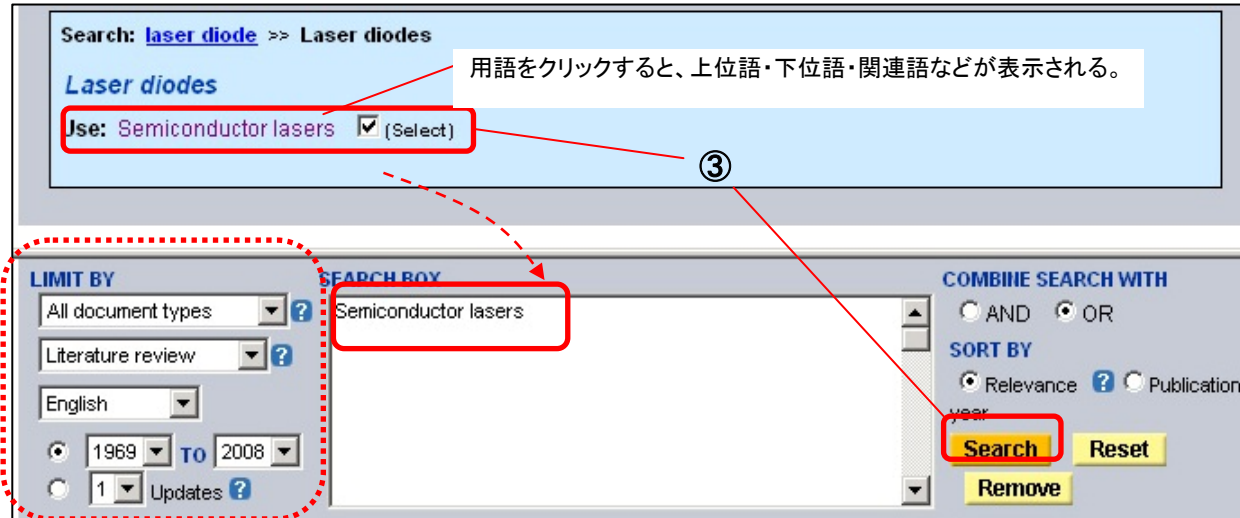 Search: laser diode >> Laser diodes
用語をクリックすると、上位語・下位語・関連語などが表示される。
Laser diodes
Use: Semiconductor lasers (Select)
③
LIMIT BY
All document types ?
Literature review ?
English
1969 TO 2008
1 Updates ?
SEARCH BOX
Semiconductor lasers
COMBINE SEARCH WITH
AND OR
SORT BY
Relevance ? Publication
year
Search Reset
Remove